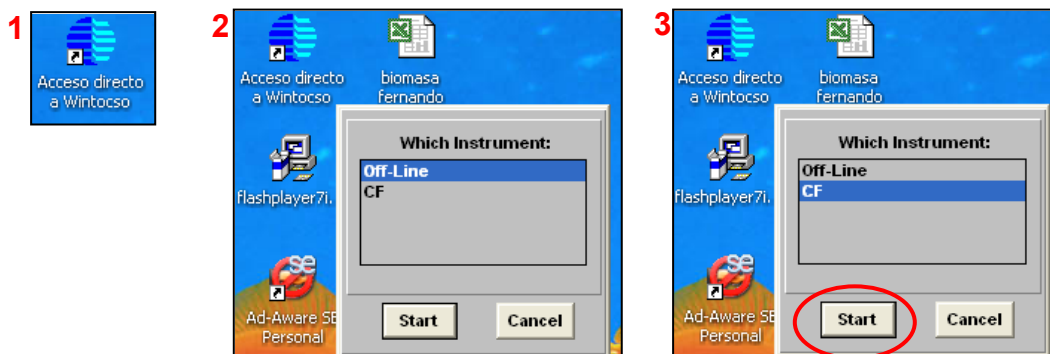 1
Acceso directo
a Wintocso
2
Acceso directo
a Wintocso
biomasa
fernando
flashplayer7i.
Ad-Aware SE
Personal
Which Instrument:
Off-Line
CF
Start
Cancel
3
Acceso directo
a Wintocso
biomasa
fernando
flashplayer7i.
Ad-Aware SE
Personal
Which Instrument:
Off-Line
CF
Start
Cancel